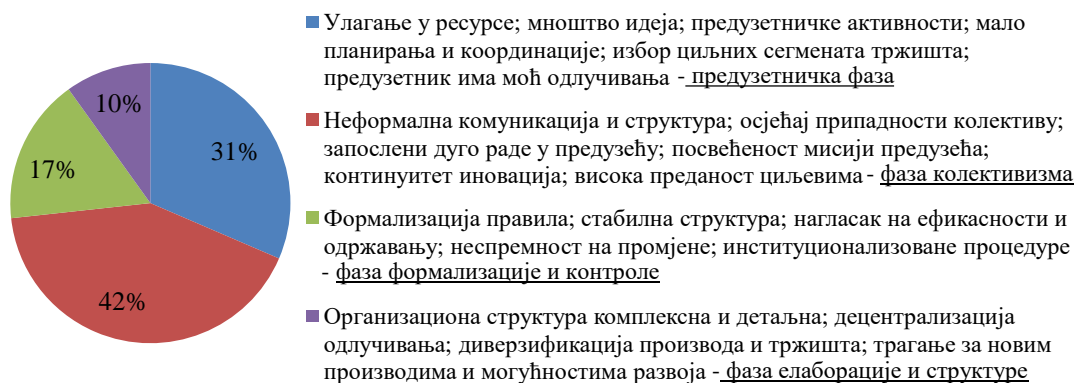 Улагање у ресурсе; мноштво идеја; предузетничке активности; мало
планирања и координације; избор циљних сегмената тржишта;
предузетник има моћ одлучивања - предузетничка фаза
10%
31%
Неформална комуникација и структура; осјећај припадности колективу;
запослени дуго раде у предузећу; посвећеност мисији предузећа;
континуитет иновација; висока преданост циљевима - фаза колективизма
17%
Формализација правила; стабилна структура; нагласак на ефикасности и
одржавању; неспремност на промјене; институционализоване процедуре
- фаза формализације и контроле
42%
Организациона структура комплексна и детаљна; децентрализација
одлучивања; диверзификација производа и тржишта; трагање за новим
производима и могућностима развоја - фаза елаборације и структуре